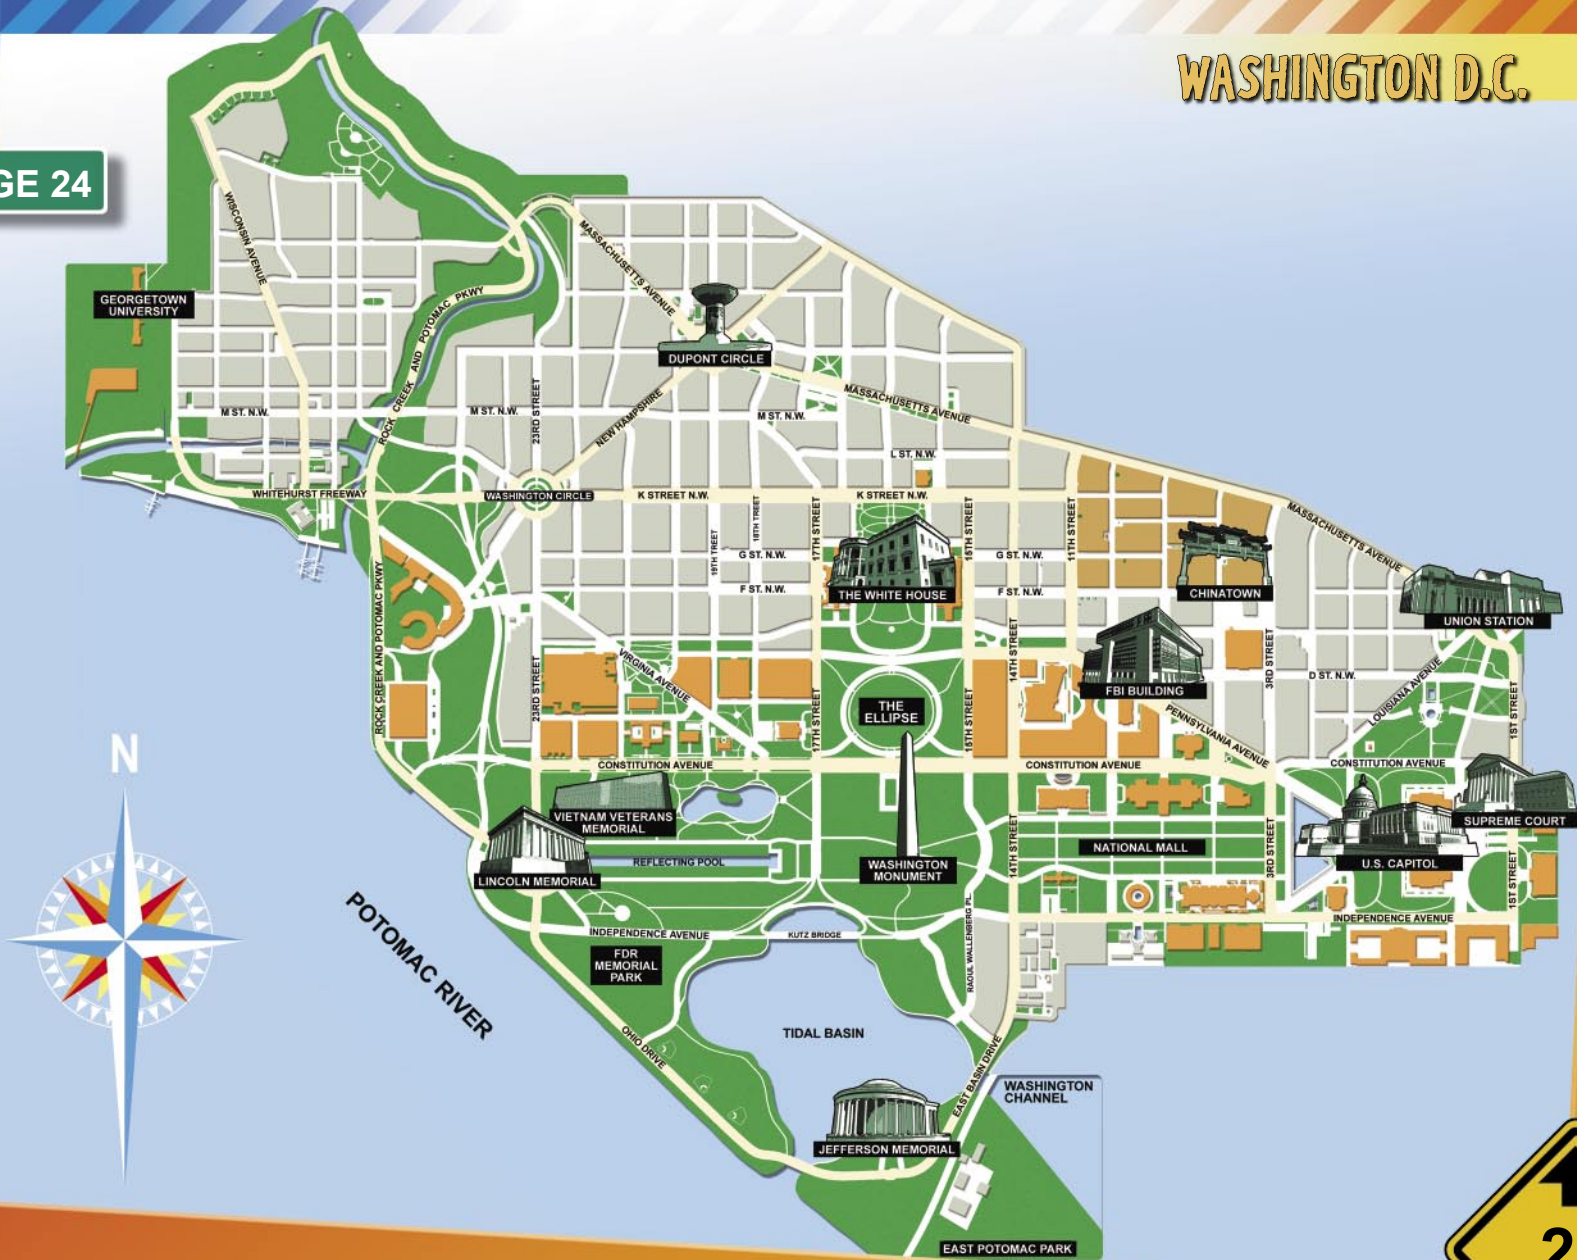 WASHINGTON D.C.
GE 24
WISCONSIN AVENUE
MASSACHUSETTS AVENUE
GEORGETOWN
UNIVERSITY
ROCK CREEK AND POTOMAC PKWY
DUPONT CIRCLE
MASSACHUSETTS AVENUE
M ST. N.W.
M ST. N.W.
23RD STREET
NEW HAMPSHIRE
M ST. N.W.
L ST. N.W.
WHITEHURST FREEWAY
WASHINGTON CIRCLE
K STREET N.W.
K STREET N.W.
MASSACHUSETTS AVENUE
19TH TREET
18TH TREET
17TH STREET
15TH STREET
11TH STREET
G ST. N.W.
G ST. N.W.
F ST. N.W.
F ST. N.W.
THE WHITE HOUSE
CHINATOWN
UNION STATION
ROCK CREEK AND POTOMAC PKWY
23RD STREET
VIRGINIA AVENUE
17TH STREET
15TH STREET
14TH STREET
3RD STREET
D ST. N.W.
LOUISIANA AVENUE
1ST STREET
FBI BUILDING
THE
ELLIPSE
PENNSYLVANIA AVENUE
N
CONSTITUTION AVENUE
CONSTITUTION AVENUE
CONSTITUTION AVENUE
VIETNAM VETERANS
MEMORIAL
SUPREME COURT
14TH STREET
3RD STREET
1ST STREET
NATIONAL MALL
REFLECTING POOL
WASHINGTON
MONUMENT
U.S. CAPITOL
LINCOLN MEMORIAL
POTOMAC RIVER
INDEPENDENCE AVENUE
KUTZ BRIDGE
RAOUL WALLENBERG PL.
INDEPENDENCE AVENUE
FDR
MEMORIAL
PARK
OHIO DRIVE
TIDAL BASIN
EAST BASIN DRIVE
WASHINGTON
CHANNEL
JEFFERSON MEMORIAL
EAST POTOMAC PARK
2